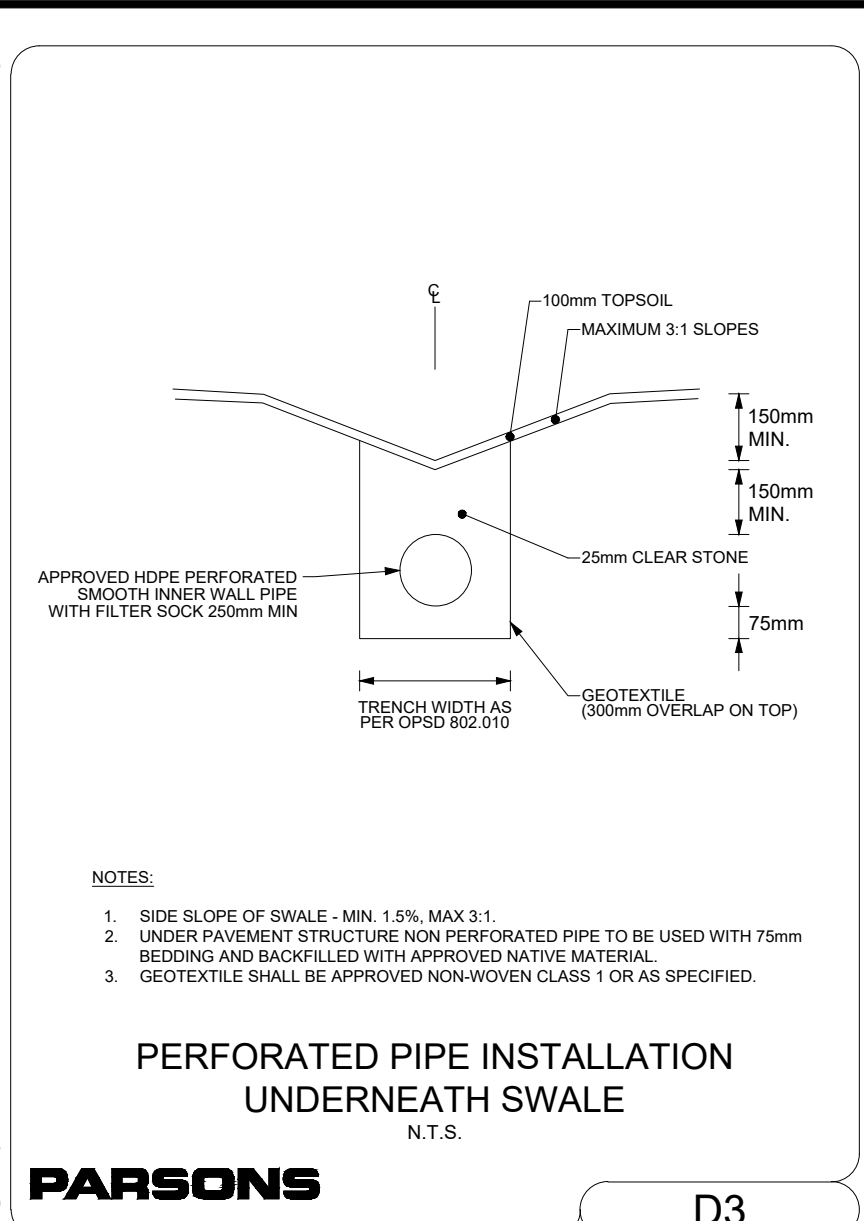 ℄
100mm TOPSOIL
MAXIMUM 3:1 SLOPES
150mm
MIN.
150mm
MIN.
25mm CLEAR STONE
APPROVED HDPE PERFORATED
SMOOTH INNER WALL PIPE
WITH FILTER SOCK 250mm MIN
75mm
GEOTEXTILE
(300mm OVERLAP ON TOP)
TRENCH WIDTH AS
PER OPSD 802.010
NOTES:
1. SIDE SLOPE OF SWALE - MIN. 1.5%, MAX 3:1.
2. UNDER PAVEMENT STRUCTURE NON PERFORATED PIPE TO BE USED WITH 75mm
BEDDING AND BACKFILLED WITH APPROVED NATIVE MATERIAL.
3. GEOTEXTILE SHALL BE APPROVED NON-WOVEN CLASS 1 OR AS SPECIFIED.
PERFORATED PIPE INSTALLATION
UNDERNEATH SWALE
N.T.S.
PARSONS
D3